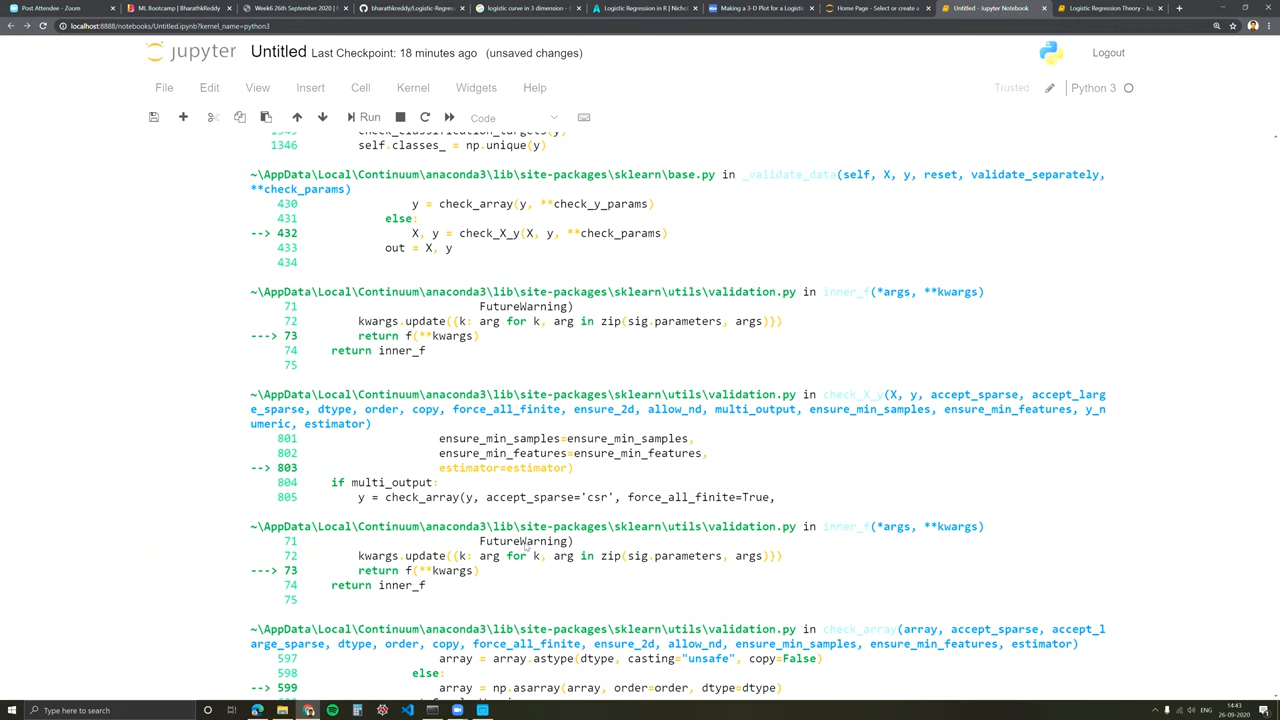 Post Attendee - Zoom
ML Bootcamp | BharathKReddy
Week6 26th September 2020 | M
bharathkreddy/Logistic-Regres
logistic curve in 3 dimension - G
Logistic Regression in R | Nicho
Making a 3-D Plot for a Logistic
Home Page - Select or create a
Untitled - Jupyter Notebook
Logistic Regression Theory - Ju
localhost:8888/notebooks/Untitled.ipynb?kernel_name=python3
jupyter Untitled Last Checkpoint: 18 minutes ago (unsaved changes) Logout
File Edit View Insert Cell Kernel Widgets Help Trusted Python 3
Run Code
1345 check_classification_targets(y)
1346 self.classes_ = np.unique(y)
~\AppData\Local\Continuum\anaconda3\lib\site-packages\sklearn\base.py in _validate_data(self, X, y, reset, validate_separately,
**check_params)
430 y = check_array(y, **check_y_params)
431 else:
--> 432 X, y = check_X_y(X, y, **check_params)
433 out = X, y
434
~\AppData\Local\Continuum\anaconda3\lib\site-packages\sklearn\utils\validation.py in inner_f(*args, **kwargs)
71 FutureWarning)
72 kwargs.update({k: arg for k, arg in zip(sig.parameters, args)})
---> 73 return f(**kwargs)
74 return inner_f
75
~\AppData\Local\Continuum\anaconda3\lib\site-packages\sklearn\utils\validation.py in check_X_y(X, y, accept_sparse, accept_larg
e_sparse, dtype, order, copy, force_all_finite, ensure_2d, allow_nd, multi_output, ensure_min_samples, ensure_min_features, y_n
umeric, estimator)
801 ensure_min_samples=ensure_min_samples,
802 ensure_min_features=ensure_min_features,
--> 803 estimator=estimator)
804 if multi_output:
805 y = check_array(y, accept_sparse='csr', force_all_finite=True,
~\AppData\Local\Continuum\anaconda3\lib\site-packages\sklearn\utils\validation.py in inner_f(*args, **kwargs)
71 FutureWarning)
72 kwargs.update({k: arg for k, arg in zip(sig.parameters, args)})
---> 73 return f(**kwargs)
74 return inner_f
75
~\AppData\Local\Continuum\anaconda3\lib\site-packages\sklearn\utils\validation.py in check_array(array, accept_sparse, accept_l
arge_sparse, dtype, order, copy, force_all_finite, ensure_2d, allow_nd, ensure_min_samples, ensure_min_features, estimator)
597 array = array.astype(dtype, casting="unsafe", copy=False)
598 else:
--> 599 array = np.asarray(array, order=order, dtype=dtype)
Type here to search
ENG
14:43
26-09-2020